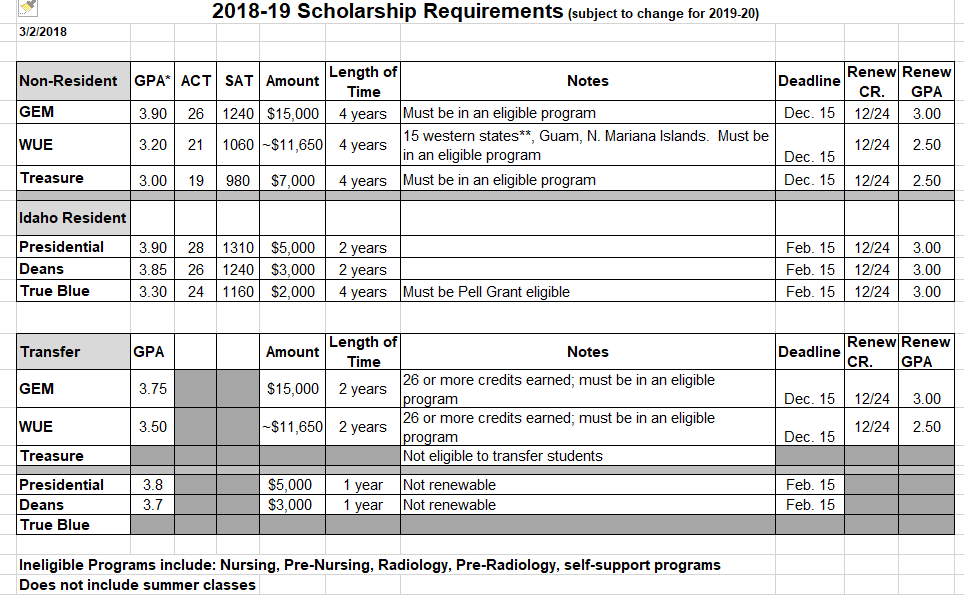 2018-19 Scholarship Requirements (subject to change for 2019-20)
3/2/2018
Non-Resident GPA* ACT SAT Amount Length of Time Notes Deadline Renew CR. Renew GPA
GEM 3.90 26 1240 $15,000 4 years Must be in an eligible program Dec. 15 12/24 3.00
WUE 3.20 21 1060 ~$11,650 4 years 15 western states**, Guam, N. Mariana Islands. Must be in an eligible program Dec. 15 12/24 2.50
Treasure 3.00 19 980 $7,000 4 years Must be in an eligible program Dec. 15 12/24 2.50
Idaho Resident
Presidential 3.90 28 1310 $5,000 2 years Feb. 15 12/24 3.00
Deans 3.85 26 1240 $3,000 2 years Feb. 15 12/24 3.00
True Blue 3.30 24 1160 $2,000 4 years Must be Pell Grant eligible Feb. 15 12/24 3.00
Transfer GPA Amount Length of Time Notes Deadline Renew CR. Renew GPA
GEM 3.75 $15,000 2 years 26 or more credits earned; must be in an eligible program Dec. 15 12/24 3.00
WUE 3.50 ~$11,650 2 years 26 or more credits earned; must be in an eligible program Dec. 15 12/24 2.50
Treasure Not eligible to transfer students
Presidential 3.8 $5,000 1 year Not renewable Feb. 15
Deans 3.7 $3,000 1 year Not renewable Feb. 15
True Blue
Ineligible Programs include: Nursing, Pre-Nursing, Radiology, Pre-Radiology, self-support programs
Does not include summer classes